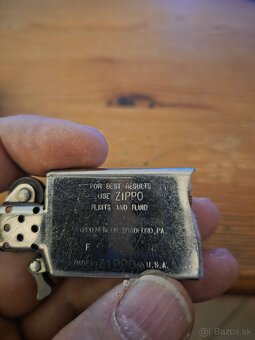 FOR BEST RESULTS
USE ZIPPO
FLINTS AND FLUID
BRADFORD, PA.
F
ZIPPO U.S.A.
bazos.sk